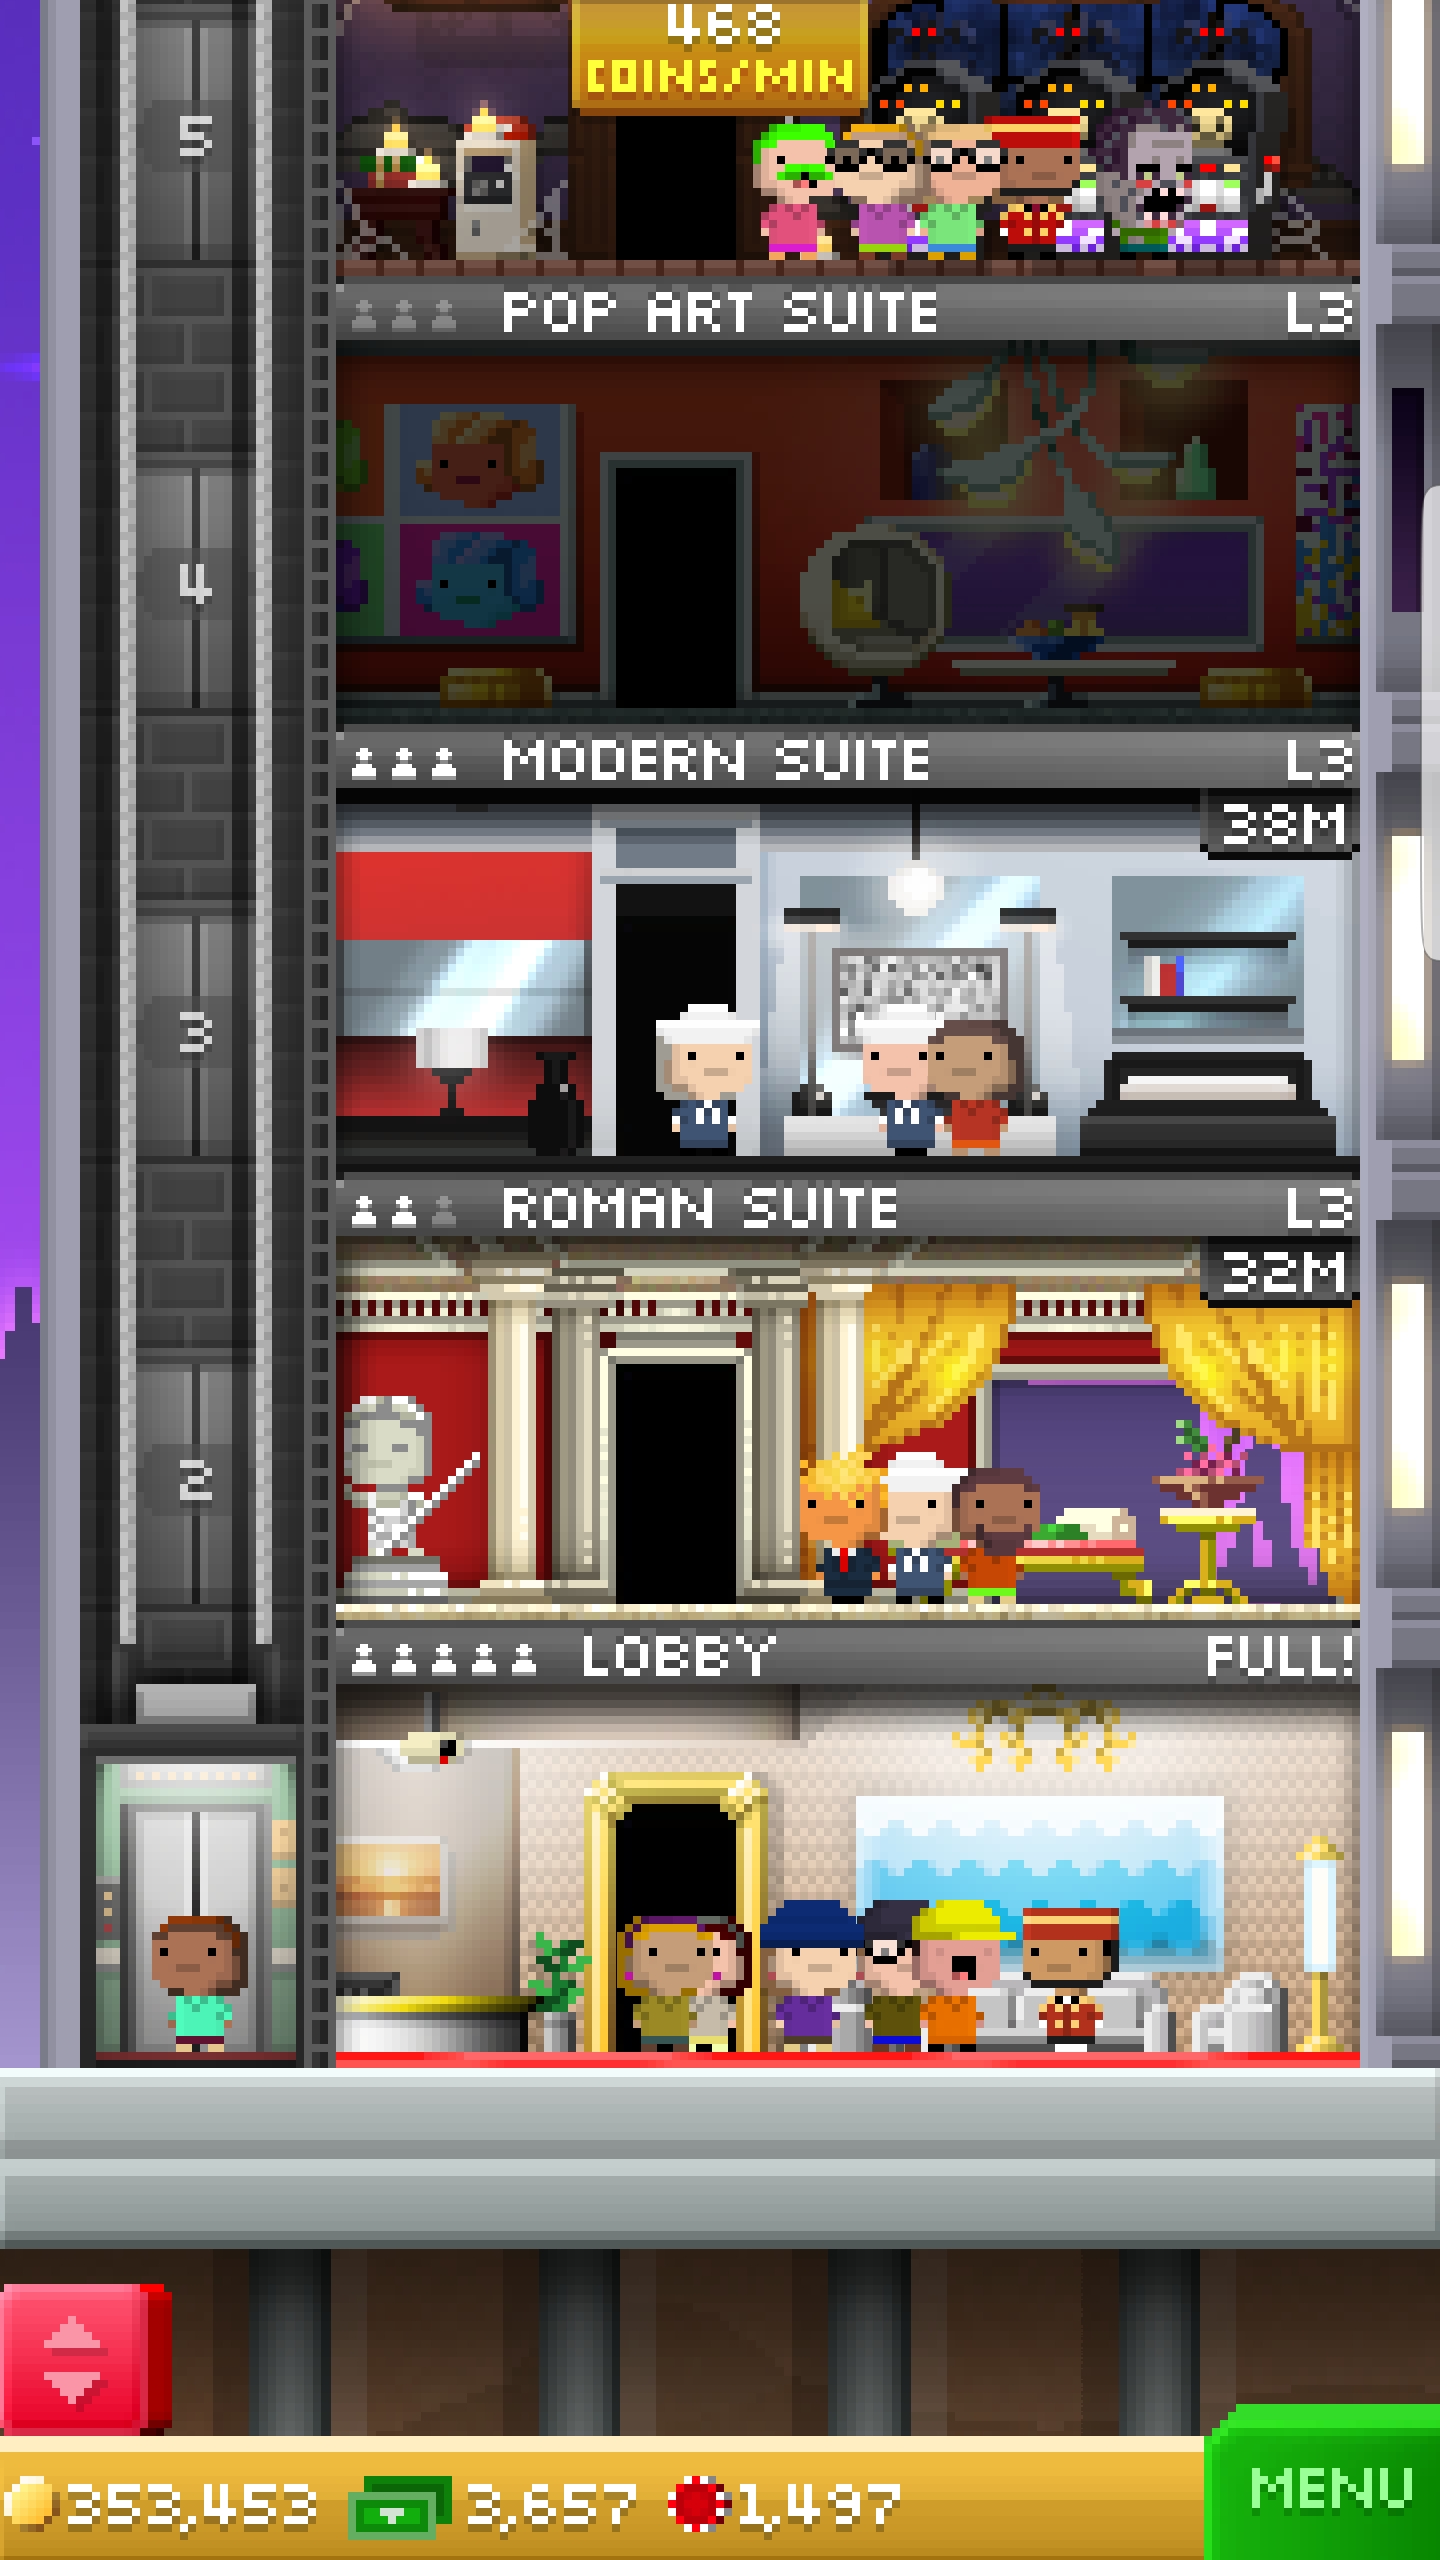 468
COINS/MIN
5
POP ART SUITE L3
4
MODERN SUITE L3
38M
3
ROMAN SUITE L3
32M
2
LOBBY FULL!
353,453 3,657 1,497
MENU